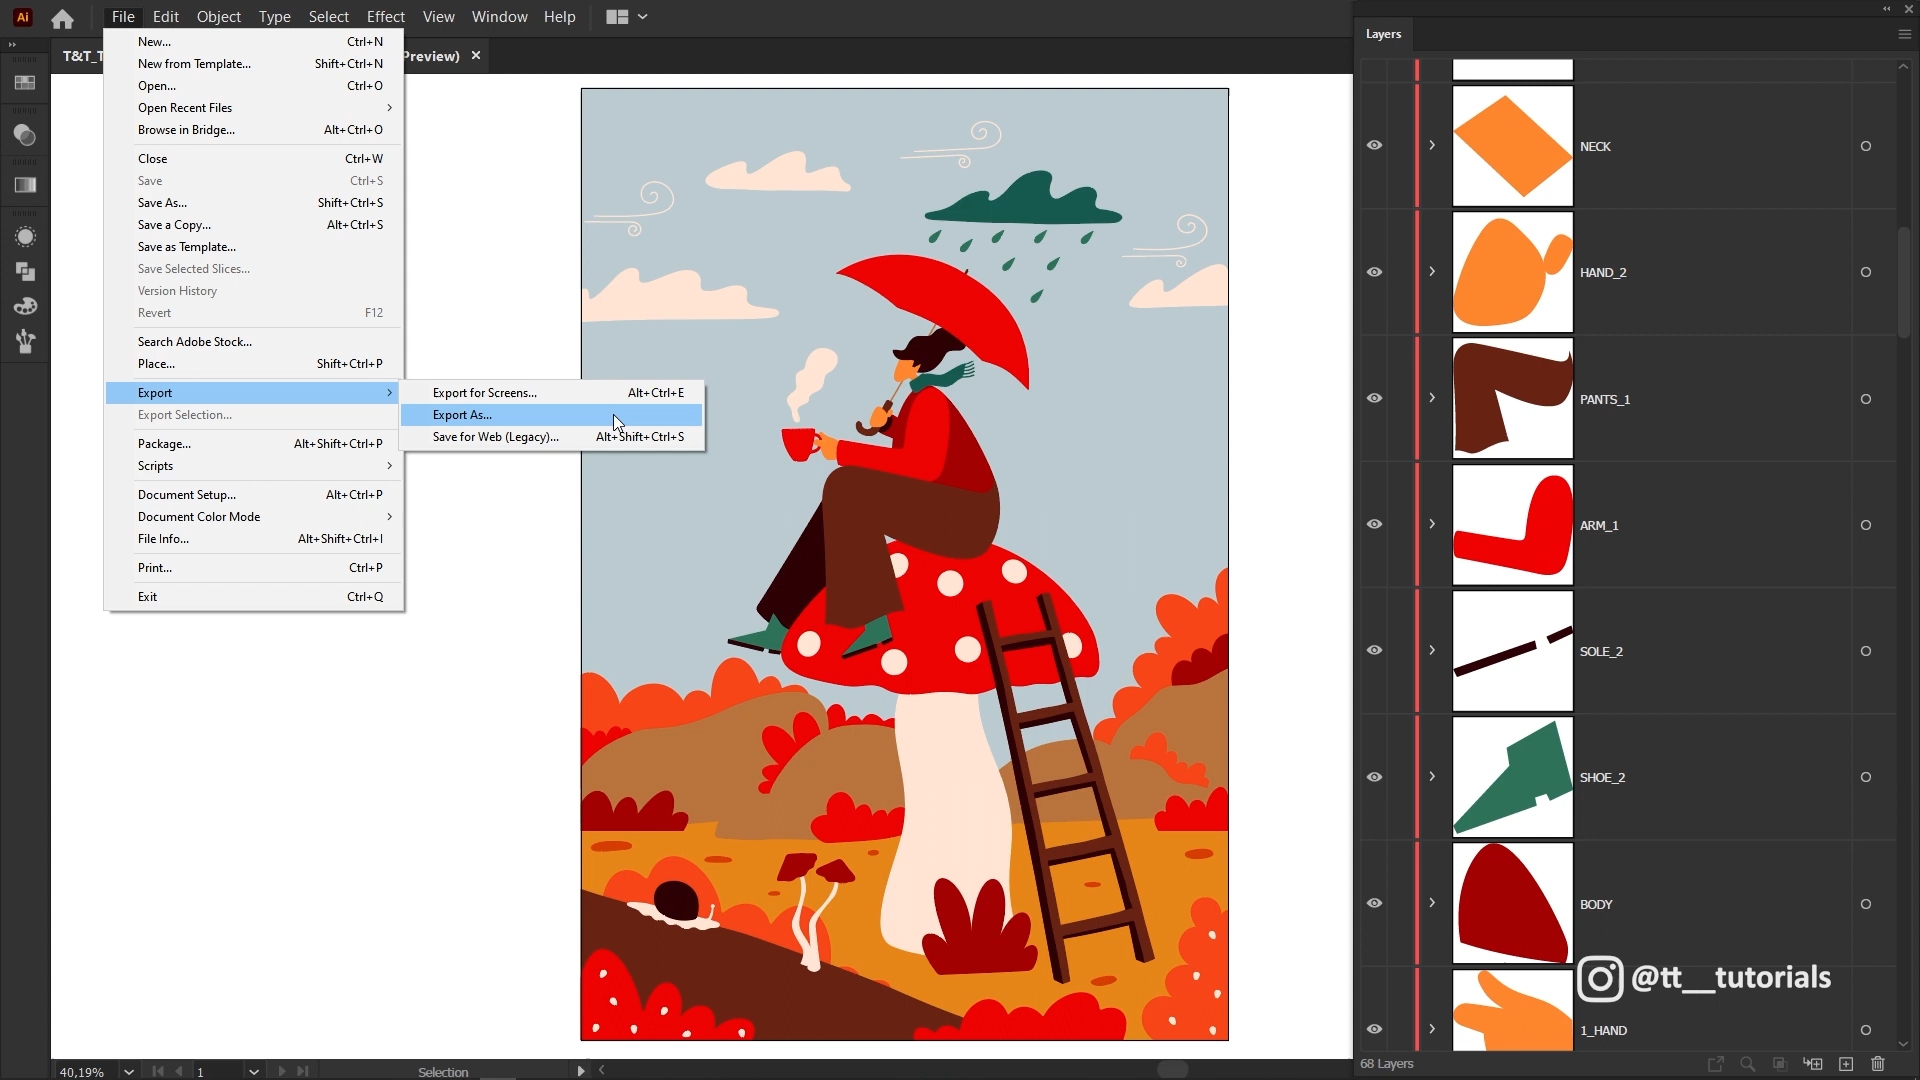 Ai File Edit Object Type Select Effect View Window Help
T&T_T Preview)
New... Ctrl+N
New from Template... Shift+Ctrl+N
Open... Ctrl+O
Open Recent Files
Browse in Bridge... Alt+Ctrl+O
Close Ctrl+W
Save Ctrl+S
Save As... Shift+Ctrl+S
Save a Copy... Alt+Ctrl+S
Save as Template...
Save Selected Slices...
Version History
Revert F12
Search Adobe Stock...
Place... Shift+Ctrl+P
Export
Export Selection...
Package... Alt+Shift+Ctrl+P
Scripts
Document Setup... Alt+Ctrl+P
Document Color Mode
File Info... Alt+Shift+Ctrl+I
Print... Ctrl+P
Exit Ctrl+Q
Export for Screens... Alt+Ctrl+E
Export As...
Save for Web (Legacy)... Alt+Shift+Ctrl+S
Layers
NECK
HAND_2
PANTS_1
ARM_1
SOLE_2
SHOE_2
BODY
1_HAND
@tt__tutorials
68 Layers
40,19% 1 Selection